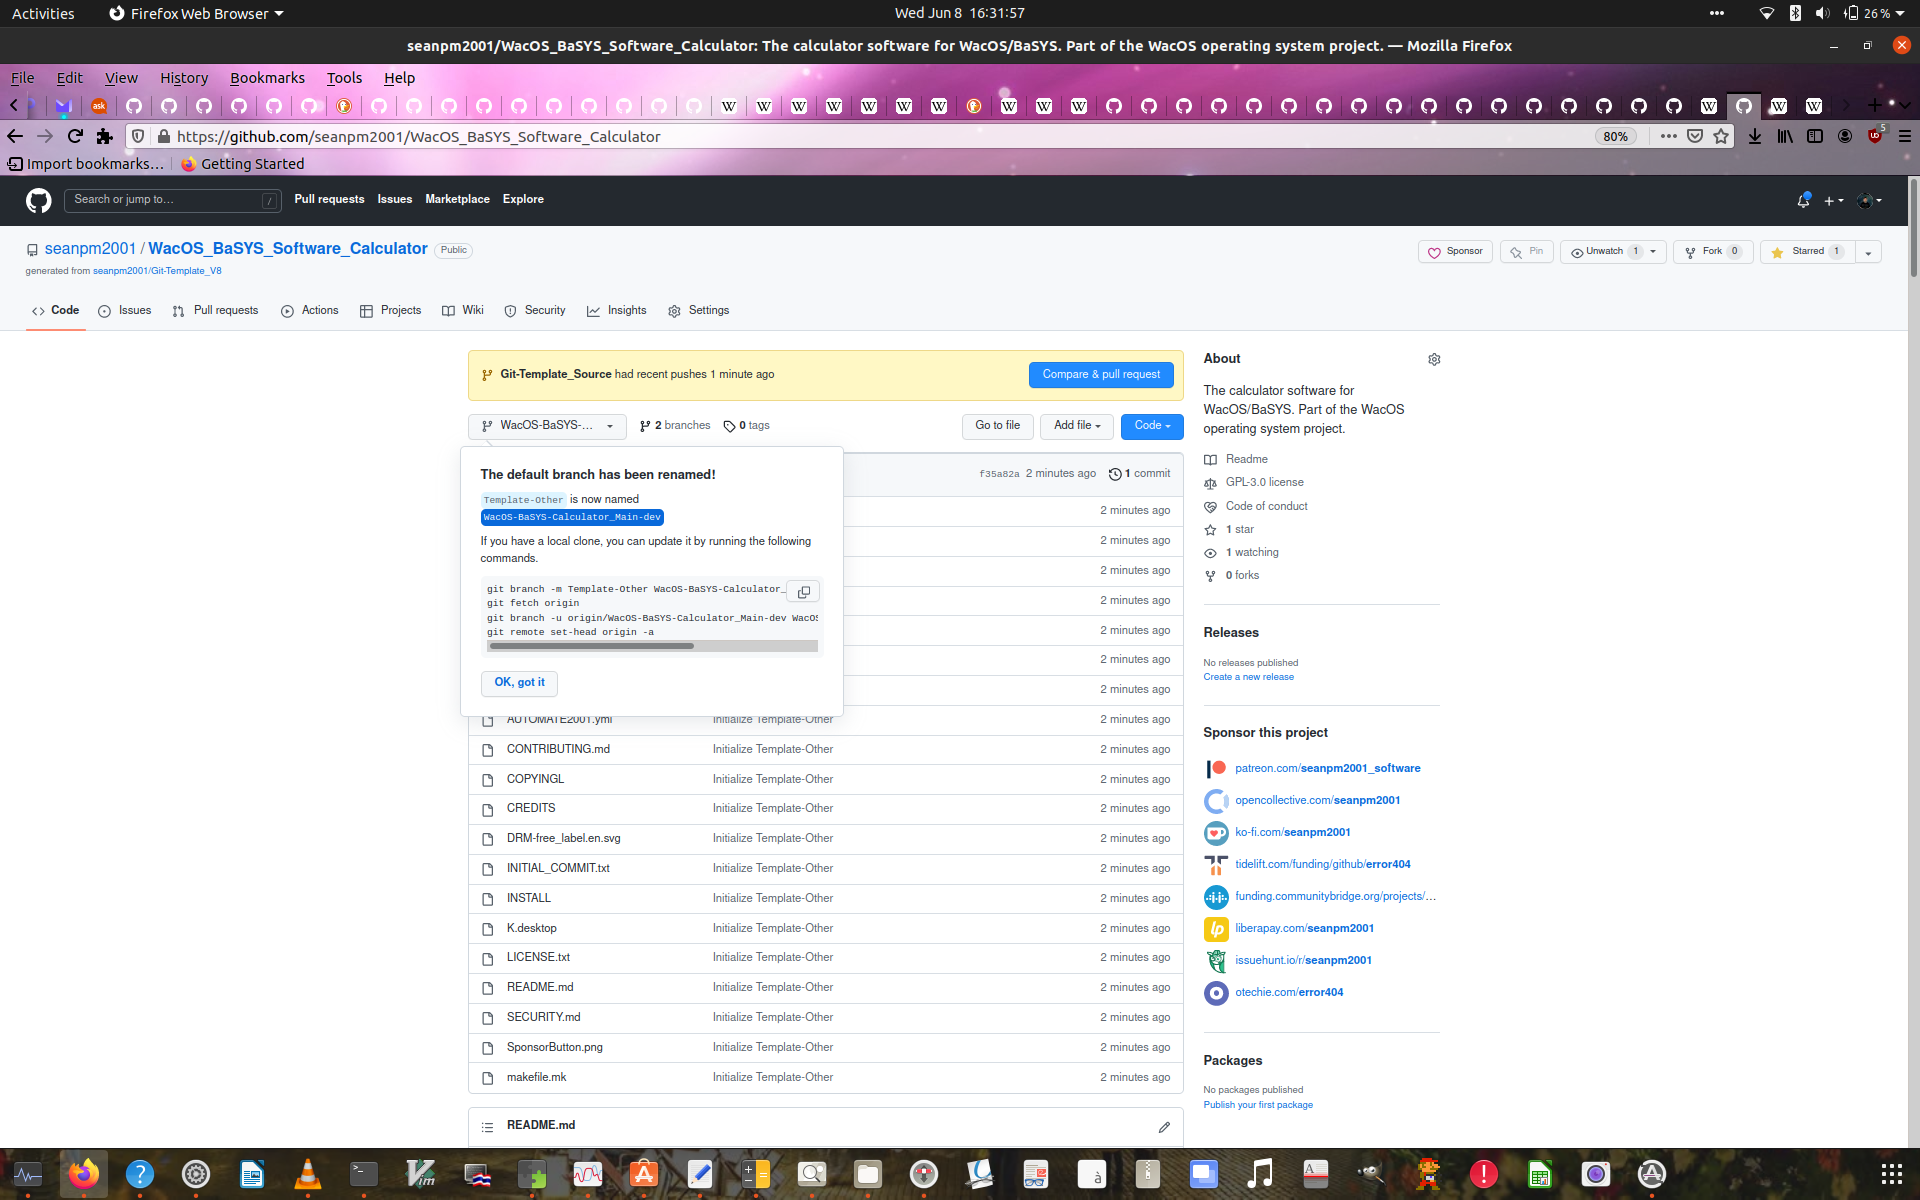 Activities
Firefox Web Browser
Wed Jun 8 16:31:57
26 %
seanpm2001/WacOS_BaSYS_Software_Calculator: The calculator software for WacOS/BaSYS. Part of the WacOS operating system project. — Mozilla Firefox
File Edit View History Bookmarks Tools Help
https://github.com/seanpm2001/WacOS_BaSYS_Software_Calculator
80%
5
Import bookmarks…
Getting Started
Search or jump to…
/
Pull requests Issues Marketplace Explore
seanpm2001 / WacOS_BaSYS_Software_Calculator Public
generated from seanpm2001/Git-Template_V8
Sponsor
Pin
Unwatch 1
Fork 0
Starred 1
Code
Issues
Pull requests
Actions
Projects
Wiki
Security
Insights
Settings
Git-Template_Source had recent pushes 1 minute ago
Compare & pull request
WacOS-BaSYS-…
2 branches
0 tags
Go to file
Add file
Code
The default branch has been renamed!
Template-Other is now named
WacOS-BaSYS-Calculator_Main-dev
If you have a local clone, you can update it by running the following
commands.
git branch -m Template-Other WacOS-BaSYS-Calculator_
git fetch origin
git branch -u origin/WacOS-BaSYS-Calculator_Main-dev WacOS
git remote set-head origin -a
OK, got it
f35a82a 2 minutes ago
1 commit
2 minutes ago
2 minutes ago
2 minutes ago
2 minutes ago
2 minutes ago
2 minutes ago
2 minutes ago
AUTOMATE2001.yml Initialize Template-Other 2 minutes ago
CONTRIBUTING.md Initialize Template-Other 2 minutes ago
COPYINGL Initialize Template-Other 2 minutes ago
CREDITS Initialize Template-Other 2 minutes ago
DRM-free_label.en.svg Initialize Template-Other 2 minutes ago
INITIAL_COMMIT.txt Initialize Template-Other 2 minutes ago
INSTALL Initialize Template-Other 2 minutes ago
K.desktop Initialize Template-Other 2 minutes ago
LICENSE.txt Initialize Template-Other 2 minutes ago
README.md Initialize Template-Other 2 minutes ago
SECURITY.md Initialize Template-Other 2 minutes ago
SponsorButton.png Initialize Template-Other 2 minutes ago
makefile.mk Initialize Template-Other 2 minutes ago
README.md
About
The calculator software for
WacOS/BaSYS. Part of the WacOS
operating system project.
Readme
GPL-3.0 license
Code of conduct
1 star
1 watching
0 forks
Releases
No releases published
Create a new release
Sponsor this project
patreon.com/seanpm2001_software
opencollective.com/seanpm2001
ko-fi.com/seanpm2001
tidelift.com/funding/github/error404
funding.communitybridge.org/projects/…
liberapay.com/seanpm2001
issuehunt.io/r/seanpm2001
otechie.com/error404
Packages
No packages published
Publish your first package